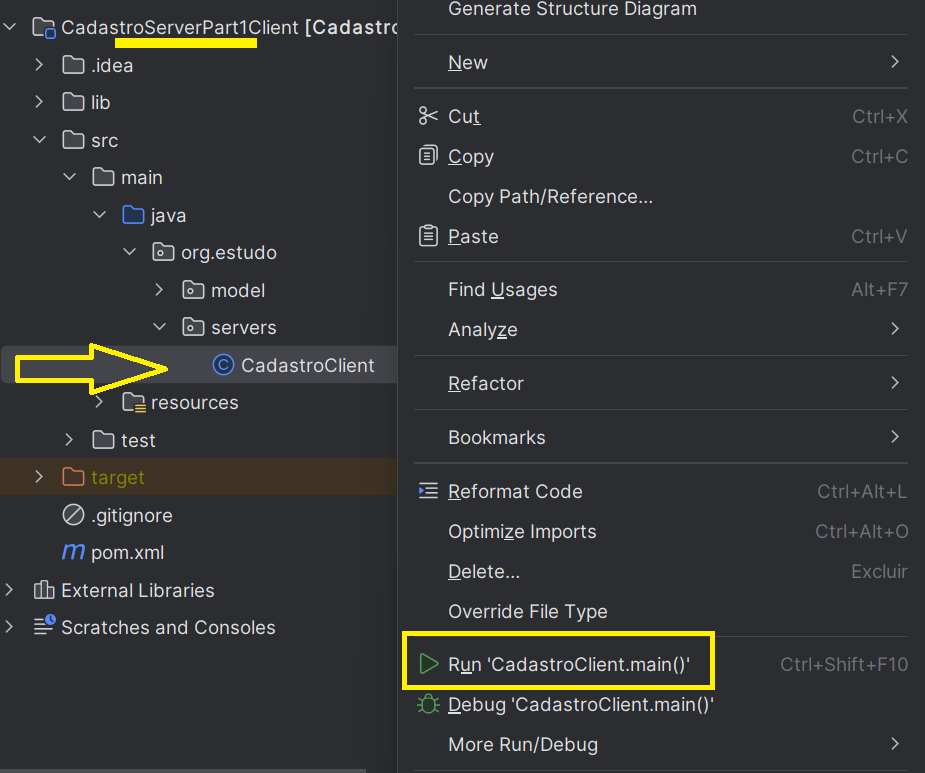 CadastroServerPart1Client [Cadastro
.idea
lib
src
main
java
org.estudo
model
servers
CadastroClient
resources
test
target
.gitignore
pom.xml
External Libraries
Scratches and Consoles
Generate Structure Diagram
New
Cut Ctrl+X
Copy Ctrl+C
Copy Path/Reference...
Paste Ctrl+V
Find Usages Alt+F7
Analyze
Refactor
Bookmarks
Reformat Code Ctrl+Alt+L
Optimize Imports Ctrl+Alt+O
Delete... Excluir
Override File Type
Run 'CadastroClient.main()' Ctrl+Shift+F10
Debug 'CadastroClient.main()'
More Run/Debug